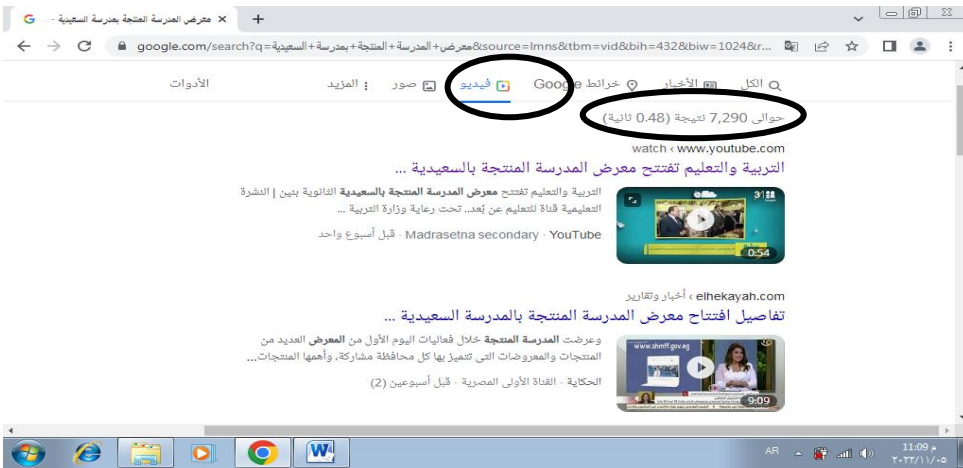 معرض المدرسة المنتجة بمدرسة السعيدية -
google.com/search?q=معرض+المدرسة+المنتجة+بمدرسة+السعيدية&source=lmns&tbm=vid&bih=432&biw=1024&r...
الكل الأخبار خرائط Google فيديو صور المزيد الأدوات
حوالى 7,290 نتيجة (0.48 ثانية)
www.youtube.com › watch
التربية والتعليم تفتتح معرض المدرسة المنتجة بالسعيدية ...
التربية والتعليم تفتتح معرض المدرسة المنتجة بالسعيدية الثانوية بنين | النشرة
التعليمية قناة للتعليم عن بُعد.. تحت رعاية وزارة التربية ...
YouTube · Madrasetna secondary · قبل أسبوع واحد
0:54
elhekayah.com › أخبار وتقارير
تفاصيل افتتاح معرض المدرسة المنتجة بالمدرسة السعيدية ...
وعرضت المدرسة المنتجة خلال فعاليات اليوم الأول من المعرض العديد من
المنتجات والمعروضات التى تتميز بها كل محافظة مشاركة، وأهمها المنتجات...
الحكاية - القناة الأولى المصرية · قبل أسبوعين (2)
www.shmff.gov.eg
9:09
AR
11:09 م
٢٠٢٢/١١/٠٥